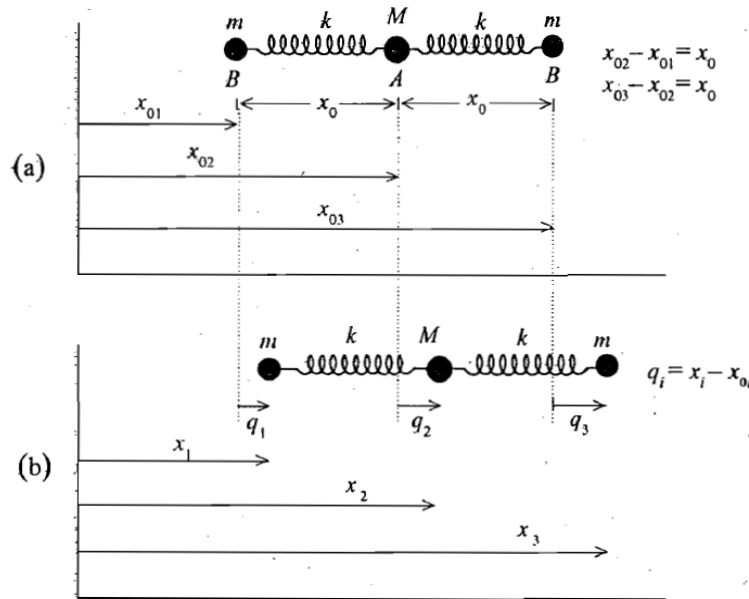 m k M k m
B A B
x₀₂ – x₀₁ = x₀
x₀₃ – x₀₂ = x₀
x₀ x₀
x₀₁
x₀₂
(a)
x₀₃
m k M k m
qᵢ = xᵢ – x₀ᵢ
q₁ q₂ q₃
x₁
(b)
x₂
x₃